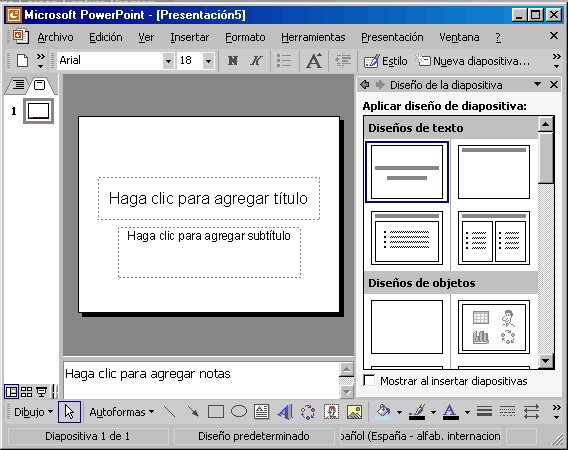 Microsoft PowerPoint - [Presentación5]
Archivo Edición Ver Insertar Formato Herramientas Presentación Ventana ?
Arial 18 N K S A Estilo Nueva diapositiva...
Diseño de la diapositiva
Aplicar diseño de diapositiva:
1
Diseños de texto
Haga clic para agregar título
Haga clic para agregar subtítulo
Diseños de objetos
Haga clic para agregar notas
Mostrar al insertar diapositivas
Dibujo Autoformas
Diapositiva 1 de 1 Diseño predeterminado pañol (España - alfab. internacion